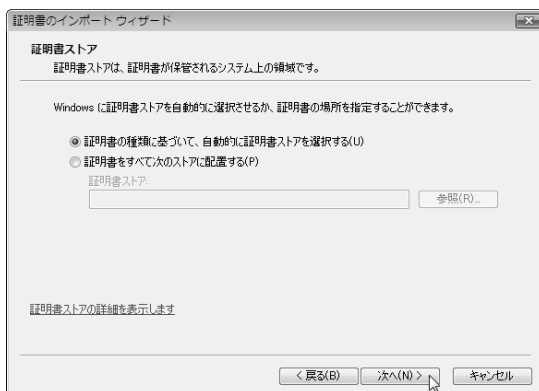 証明書のインポート ウィザード
証明書ストア
証明書ストアは、証明書が保管されるシステム上の領域です。
Windows に証明書ストアを自動的に選択させるか、証明書の場所を指定することができます。
証明書の種類に基づいて、自動的に証明書ストアを選択する(U)
証明書をすべて次のストアに配置する(P)
証明書ストア:
参照(R)...
証明書ストアの詳細を表示します
< 戻る(B)
次へ(N) >
キャンセル